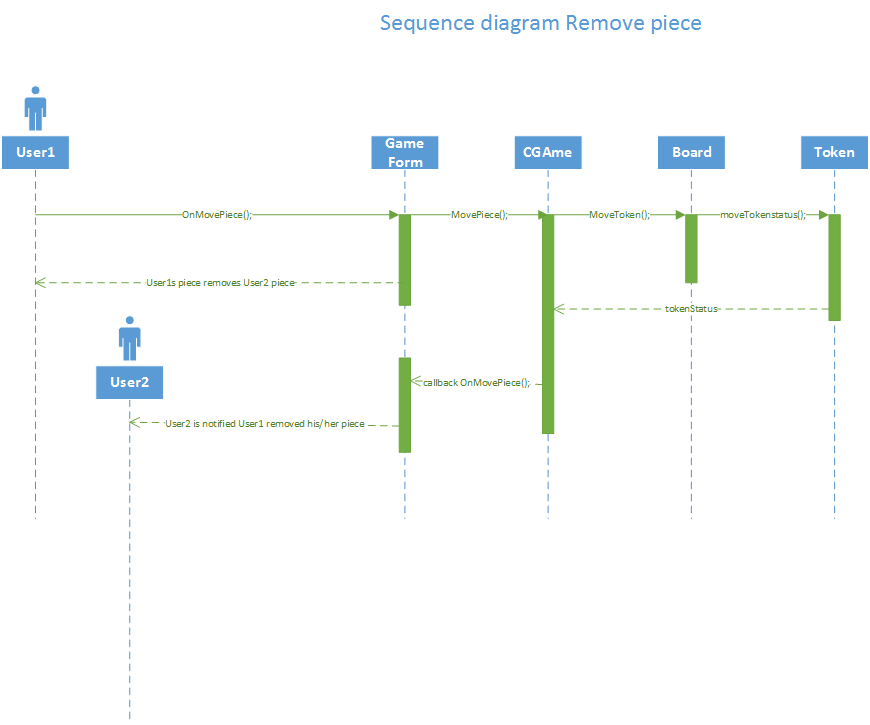 Sequence diagram Remove piece
User1
Game
Form
CGAme
Board
Token
OnMovePiece();
MovePiece();
MoveToken();
moveTokenstatus();
User1s piece removes User2 piece
tokenStatus
User2
callback OnMovePiece();
User2 is notified User1 removed his/her piece